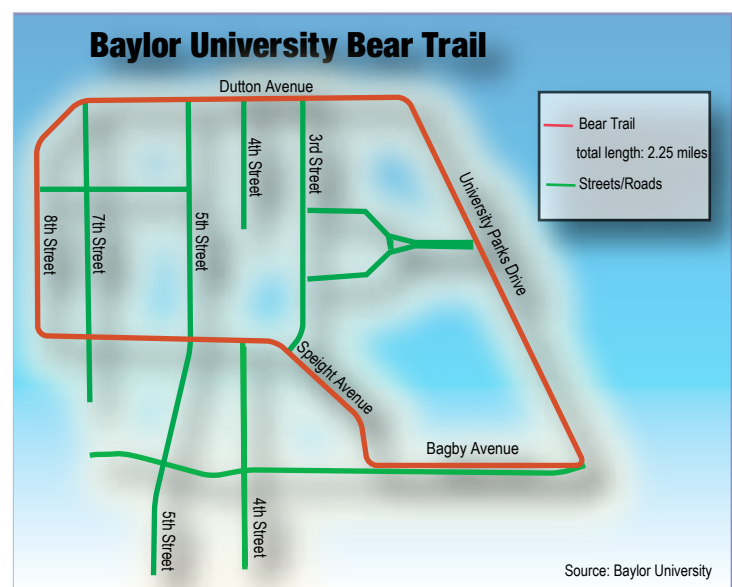 Baylor University Bear Trail
Dutton Avenue
Bear Trail
total length: 2.25 miles
Streets/Roads
4th Street
3rd Street
University Parks Drive
8th Street
7th Street
5th Street
Speight Avenue
Bagby Avenue
5th Street
4th Street
Source: Baylor University